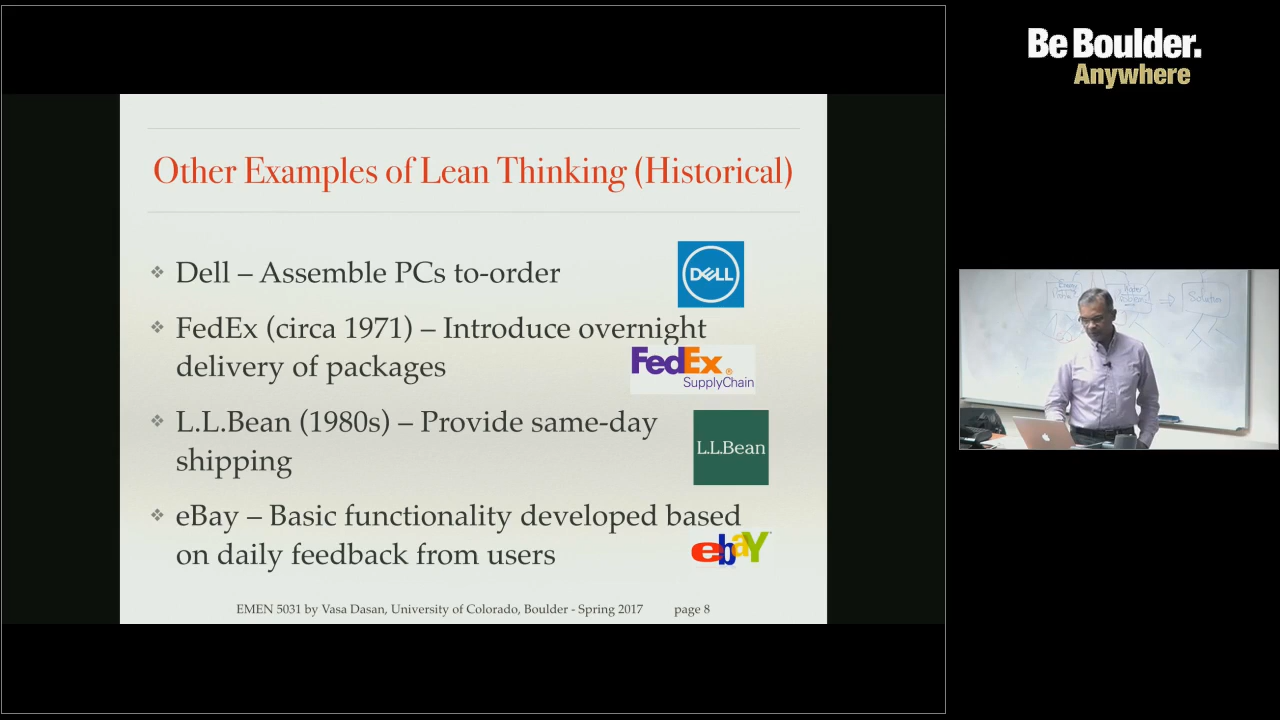 Be Boulder.
Anywhere
Other Examples of Lean Thinking (Historical)
❖ Dell – Assemble PCs to-order
DELL
❖ FedEx (circa 1971) – Introduce overnight
delivery of packages
FedEx®
SupplyChain
❖ L.L.Bean (1980s) – Provide same-day
shipping
L.L.Bean
❖ eBay – Basic functionality developed based
on daily feedback from users
ebaY
EMEN 5031 by Vasa Dasan, University of Colorado, Boulder - Spring 2017 page 8
Solution